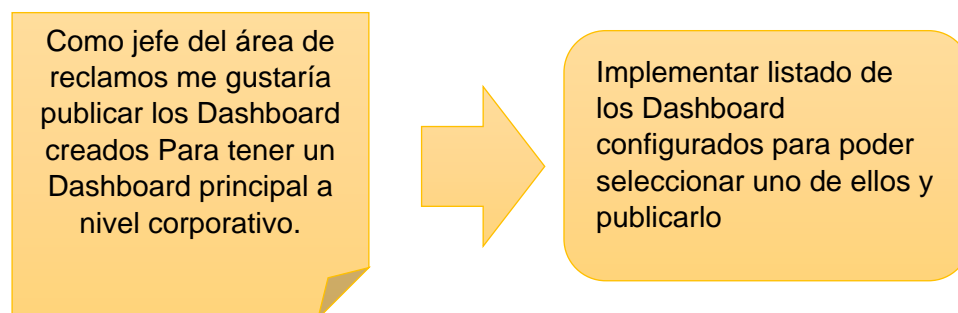 Como jefe del área de
reclamos me gustaría
publicar los Dashboard
creados Para tener un
Dashboard principal a
nivel corporativo.
Implementar listado de
los Dashboard
configurados para poder
seleccionar uno de ellos y
publicarlo